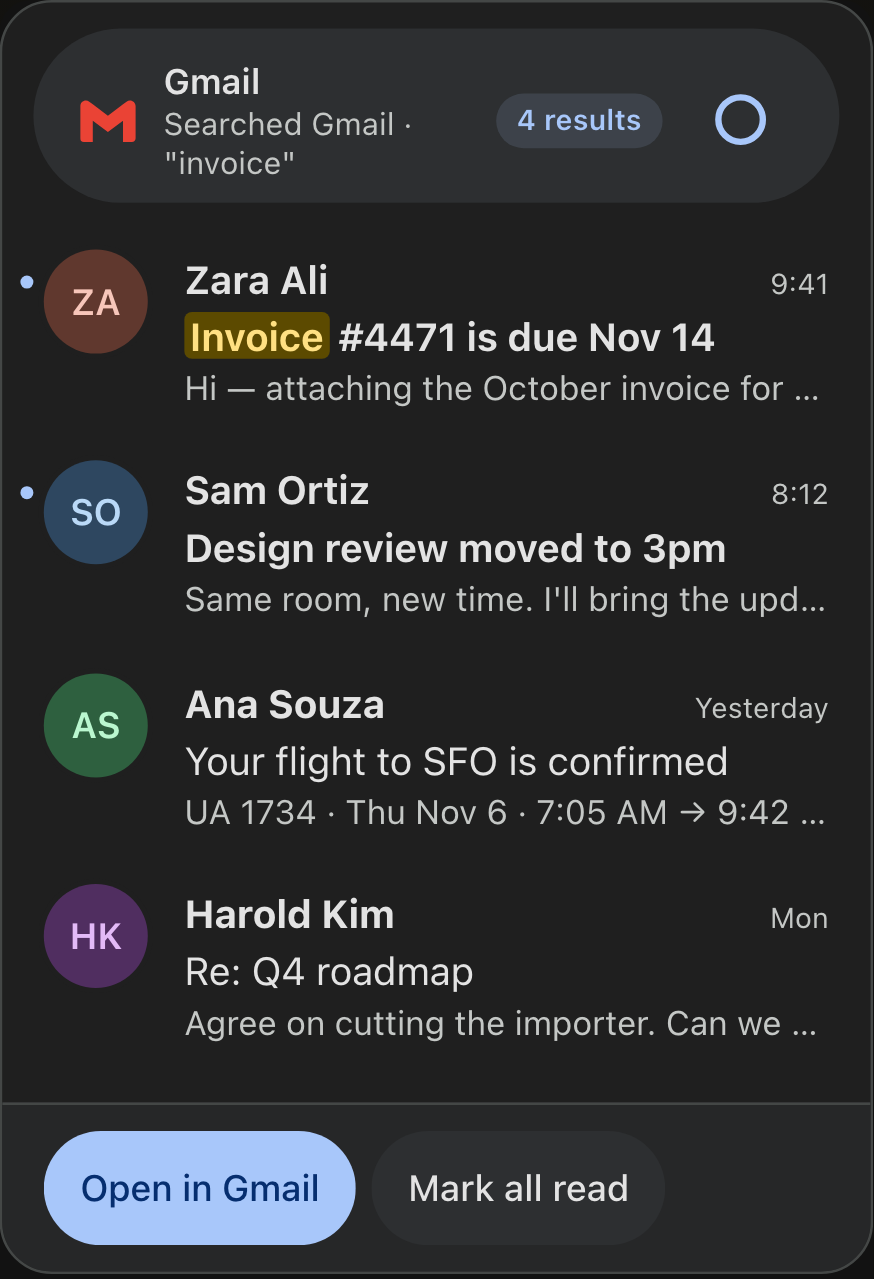 Gmail
Searched Gmail ·
"invoice"
4 results
ZA
Zara Ali
9:41
Invoice #4471 is due Nov 14
Hi — attaching the October invoice for ...
SO
Sam Ortiz
8:12
Design review moved to 3pm
Same room, new time. I'll bring the upd...
AS
Ana Souza
Yesterday
Your flight to SFO is confirmed
UA 1734 · Thu Nov 6 · 7:05 AM → 9:42 ...
HK
Harold Kim
Mon
Re: Q4 roadmap
Agree on cutting the importer. Can we ...
Open in Gmail
Mark all read